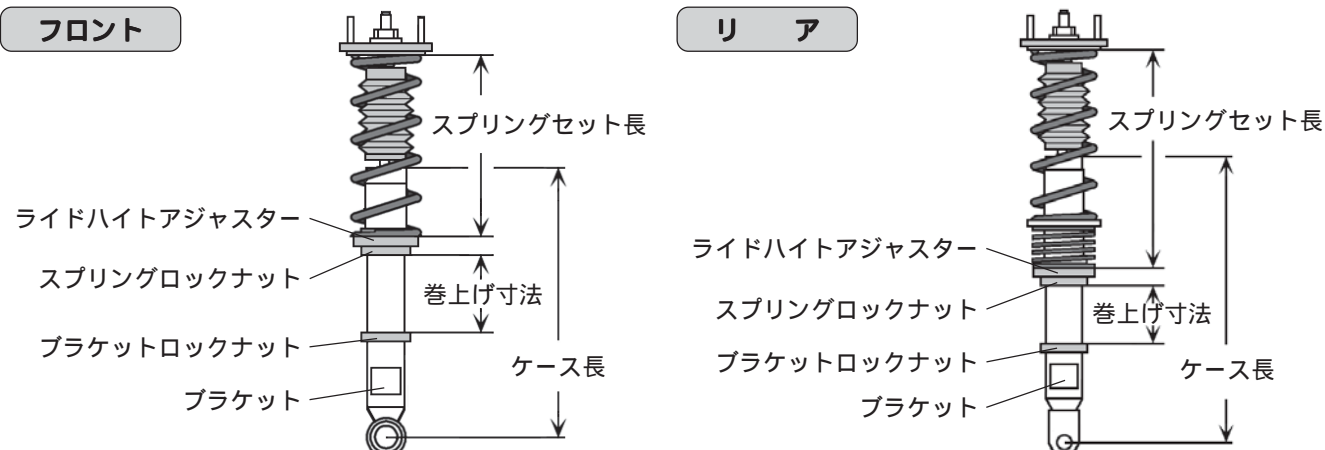 フロント
スプリングセット長
ライドハイトアジャスター
スプリングロックナット
巻上げ寸法
ブラケットロックナット
ケース長
ブラケット
リア
スプリングセット長
ライドハイトアジャスター
スプリングロックナット
巻上げ寸法
ブラケットロックナット
ケース長
ブラケット